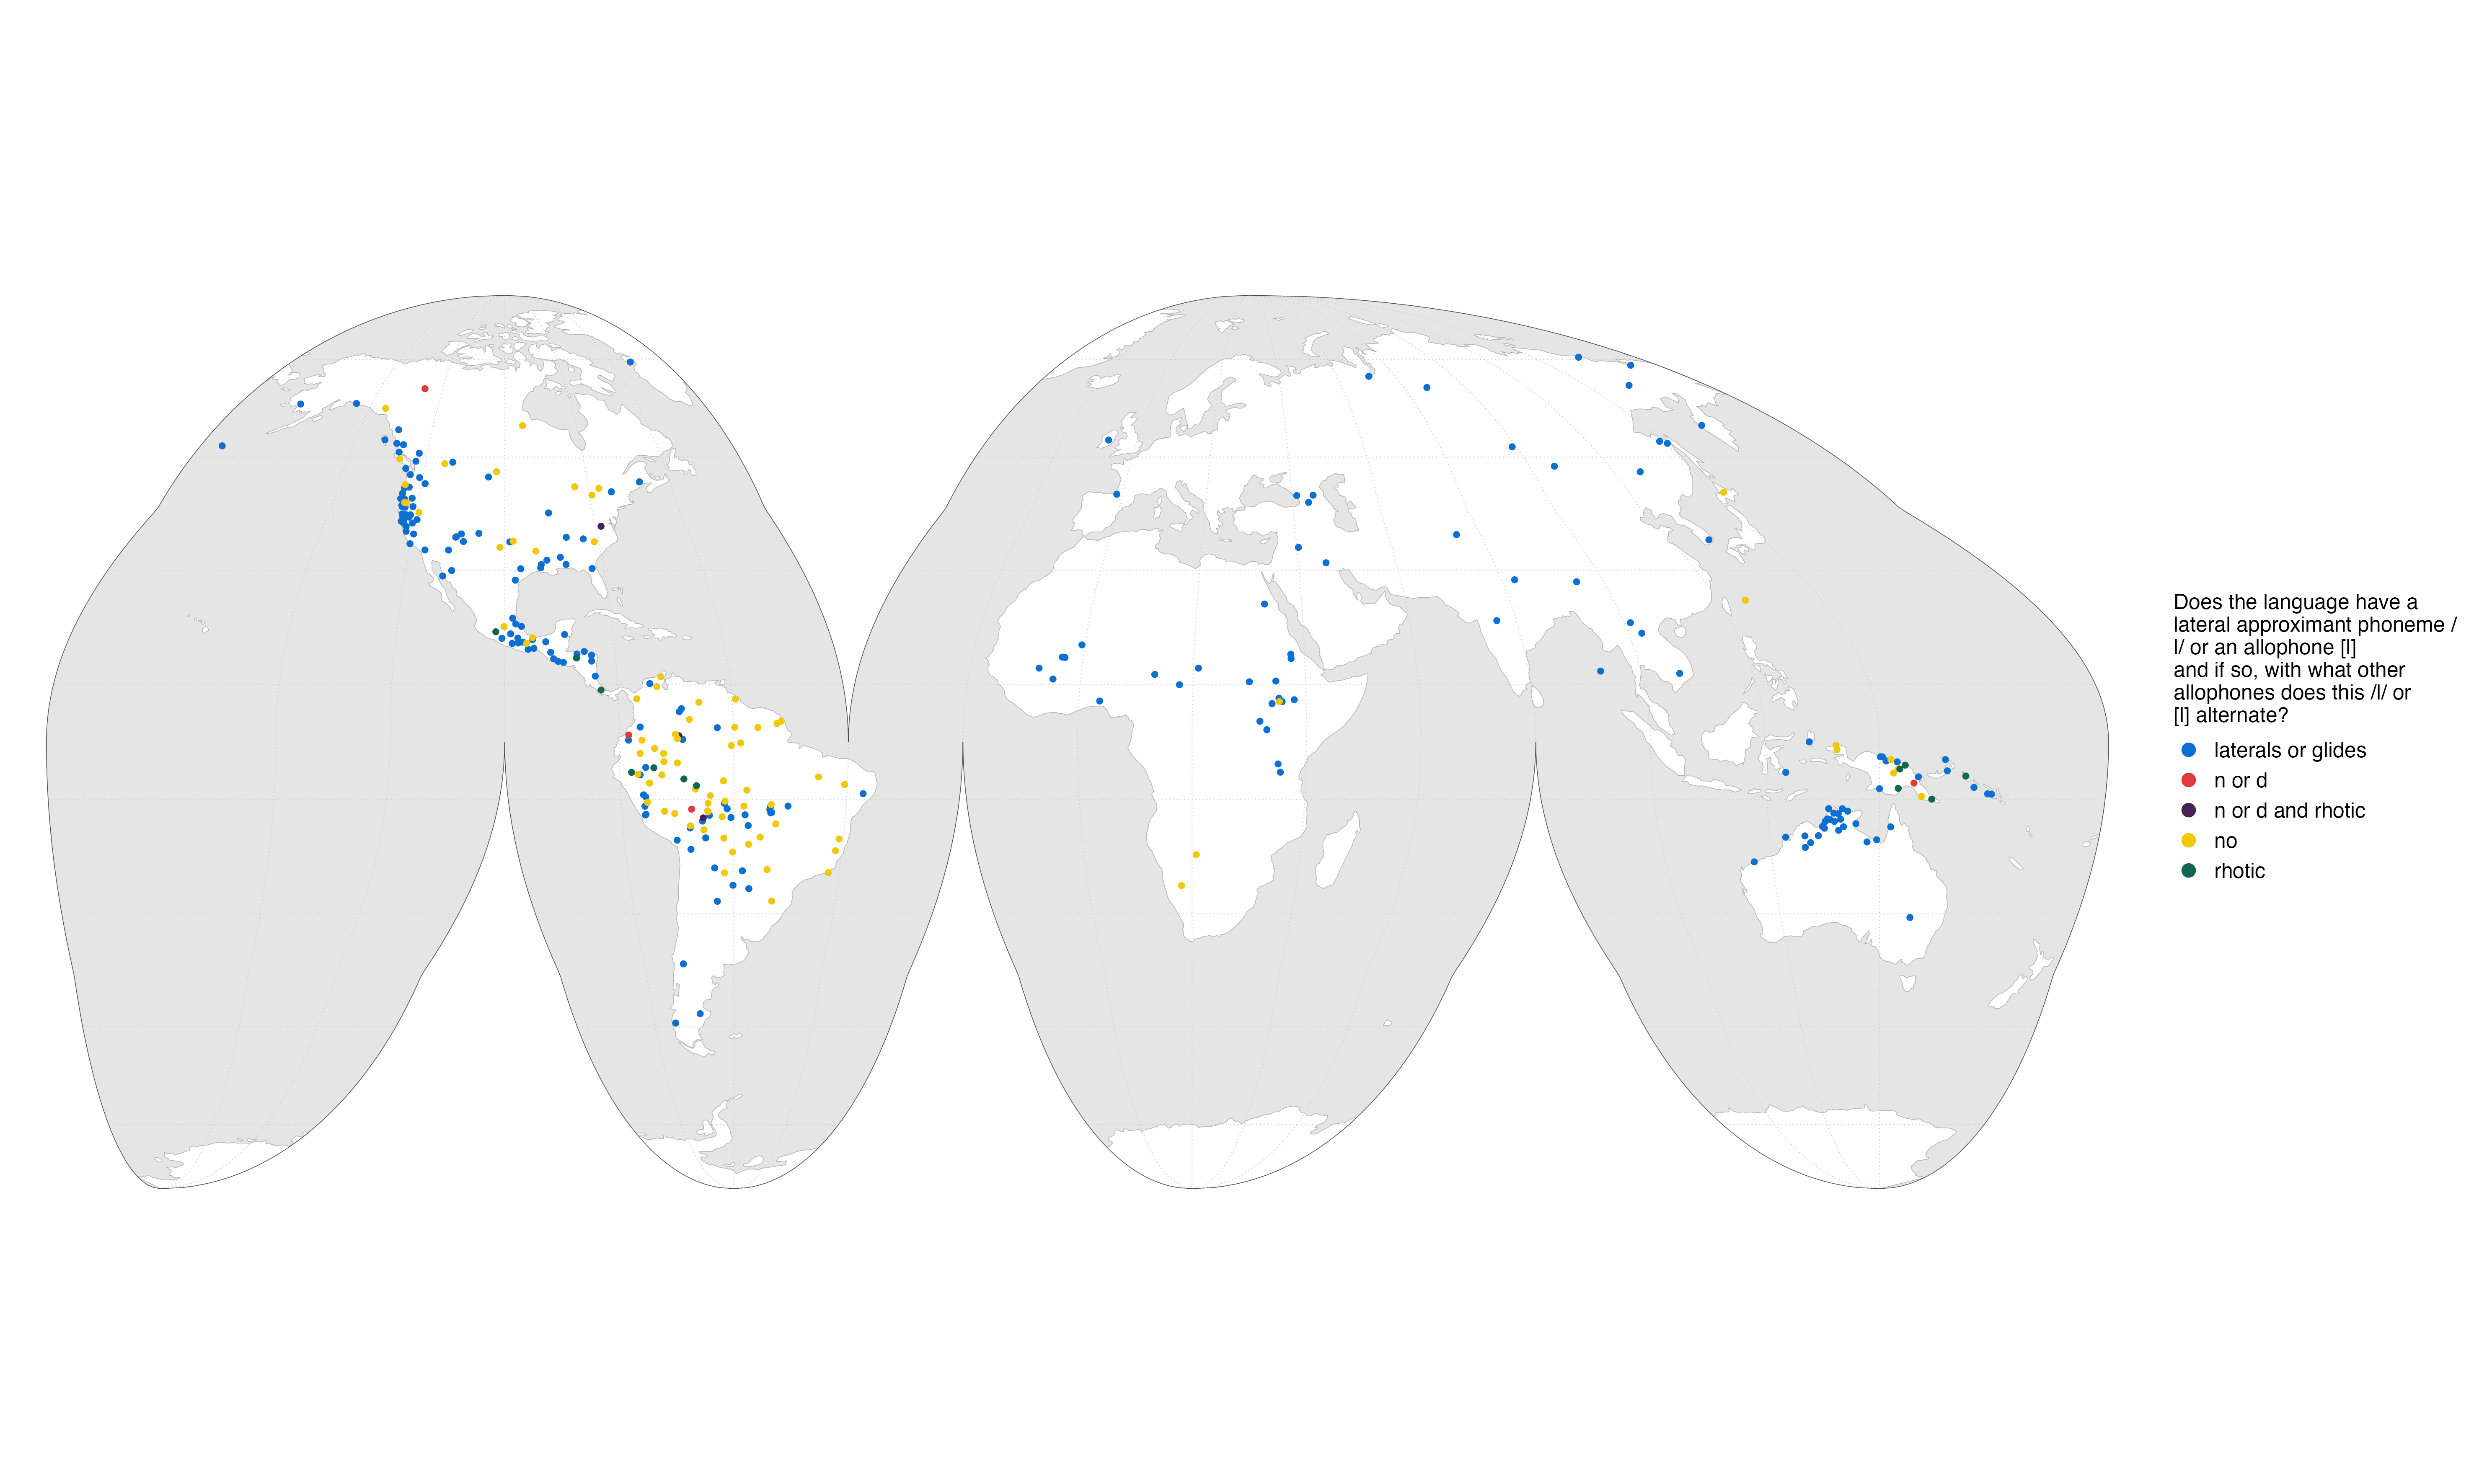 Does the language have a
lateral approximant phoneme /
l/ or an allophone [l]
and if so, with what other
allophones does this /l/ or
[l] alternate?
laterals or glides
n or d
n or d and rhotic
no
rhotic